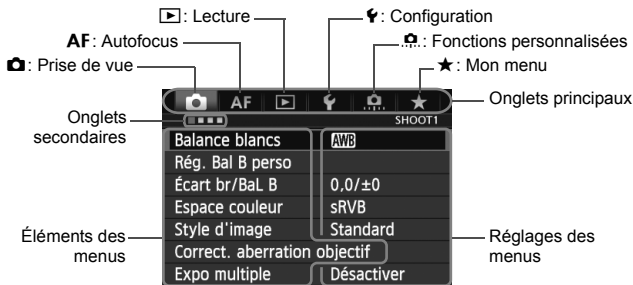 : Lecture
: Configuration
AF: Autofocus
: Fonctions personnalisées
: Prise de vue
: Mon menu
AF
Onglets principaux
Onglets
secondaires
SHOOT1
Balance blancs AWB
Rég. Bal B perso
Écart br/BaL B 0,0/±0
Espace couleur sRVB
Style d'image Standard
Correct. aberration objectif
Expo multiple Désactiver
Éléments des
menus
Réglages des
menus